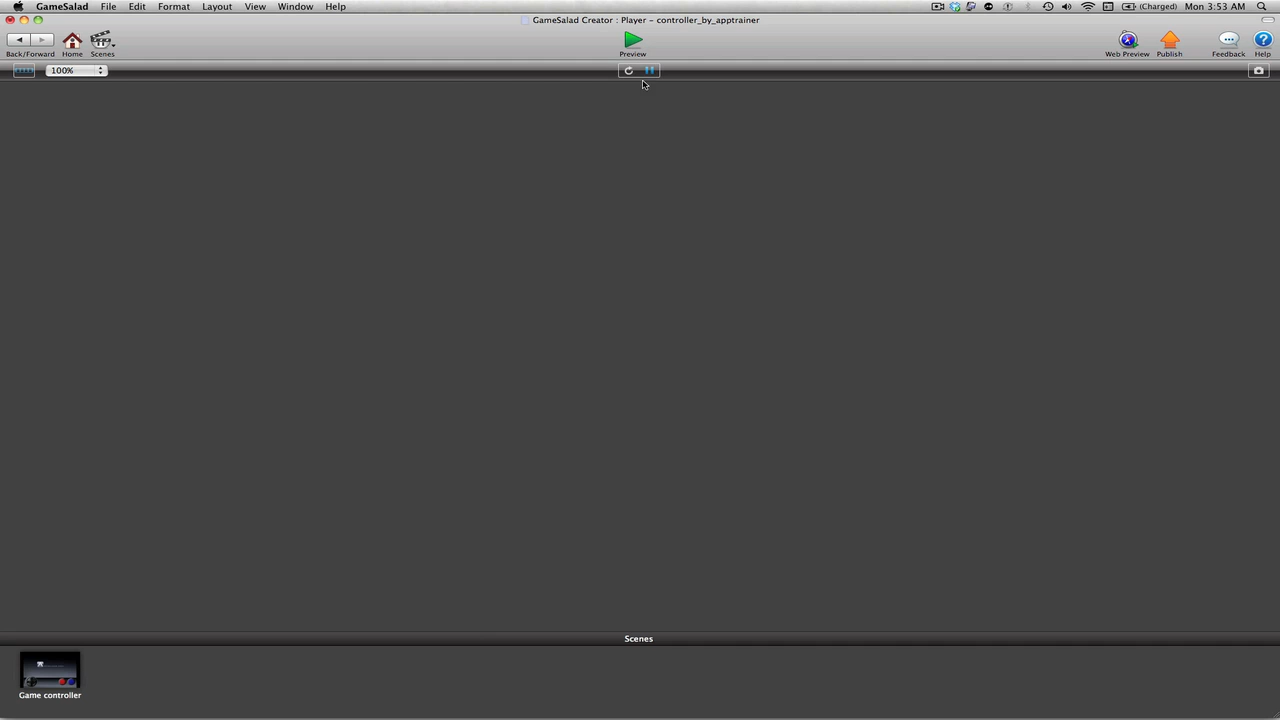 GameSalad File Edit Format Layout View Window Help (Charged) Mon 3:53 AM
GameSalad Creator : Player - controller_by_apptrainer
Back/Forward Home Scenes Preview Web Preview Publish Feedback Help
100%
Scenes
Game controller